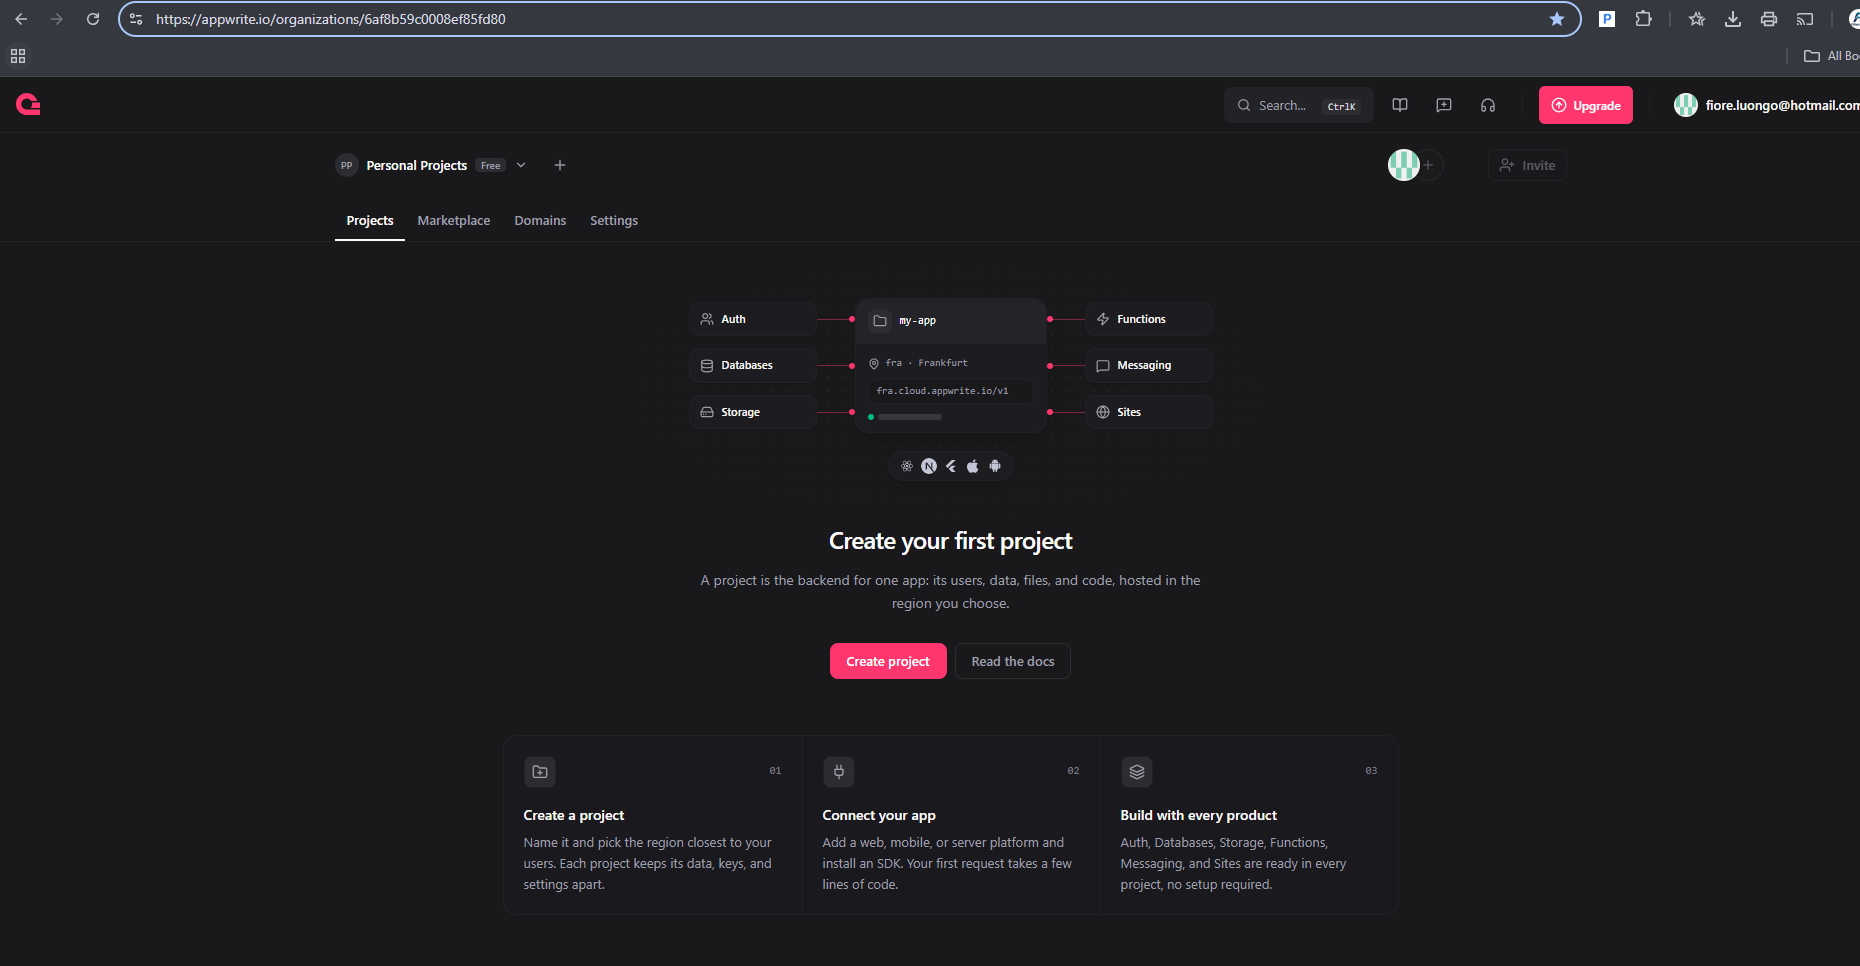 https://appwrite.io/organizations/6af8b59c0008ef85fd80
P
All Bo
Search... CtrlK
Upgrade
fiore.luongo@hotmail.com
PP Personal Projects Free
Invite
Projects Marketplace Domains Settings
Auth
my-app
Functions
Databases
fra · Frankfurt
Messaging
fra.cloud.appwrite.io/v1
Storage
Sites
N
Create your first project
A project is the backend for one app: its users, data, files, and code, hosted in the
region you choose.
Create project Read the docs
01
Create a project
Name it and pick the region closest to your
users. Each project keeps its data, keys, and
settings apart.
02
Connect your app
Add a web, mobile, or server platform and
install an SDK. Your first request takes a few
lines of code.
03
Build with every product
Auth, Databases, Storage, Functions,
Messaging, and Sites are ready in every
project, no setup required.